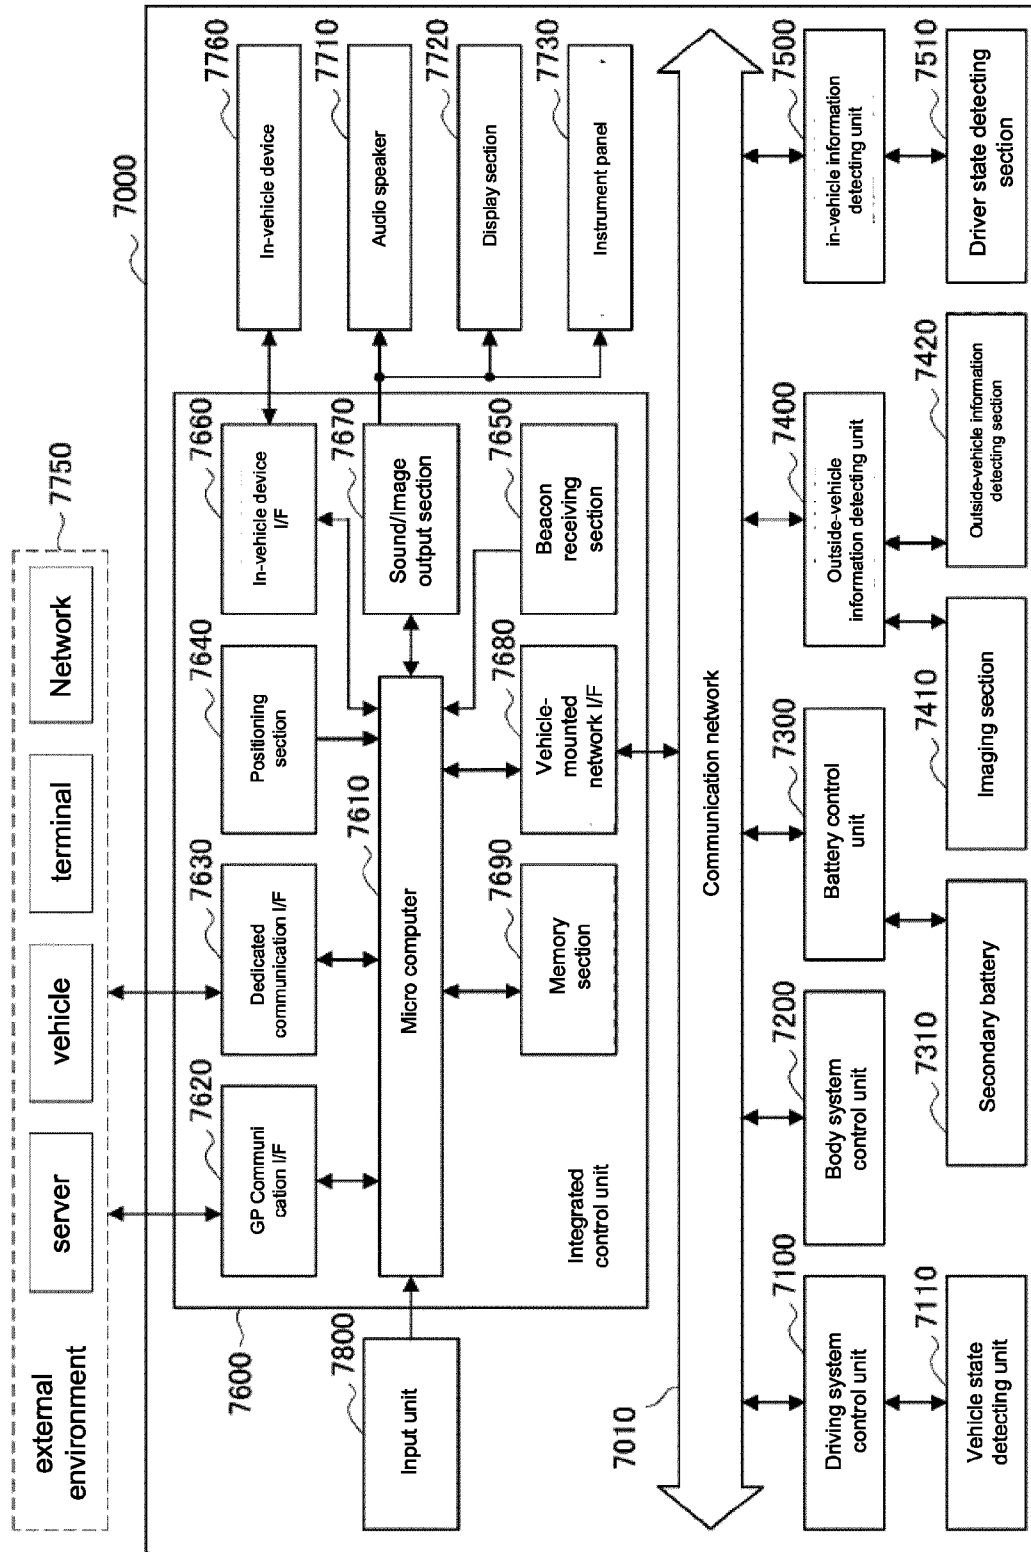 7000
external
environment
server
vehicle
terminal
Network
7750
7600
7800
Input unit
7620
GP Communi
cation I/F
7630
Dedicated
communication I/F
7640
Positioning
section
7660
In-vehicle device
I/F
7760
In-vehicle device
7610
Micro computer
7670
Sound/Image
output section
7710
Audio speaker
7720
Display section
7730
Instrument panel
Integrated
control unit
7690
Memory
section
7680
Vehicle-
mounted
network I/F
7650
Beacon
receiving
section
7010
Communication network
7100
Driving system
control unit
7200
Body system
control unit
7300
Battery control
unit
7400
Outside-vehicle
information detecting unit
7500
in-vehicle information
detecting unit
7110
Vehicle state
detecting unit
7310
Secondary battery
7410
Imaging section
7420
Outside-vehicle information
detecting section
7510
Driver state detecting
section